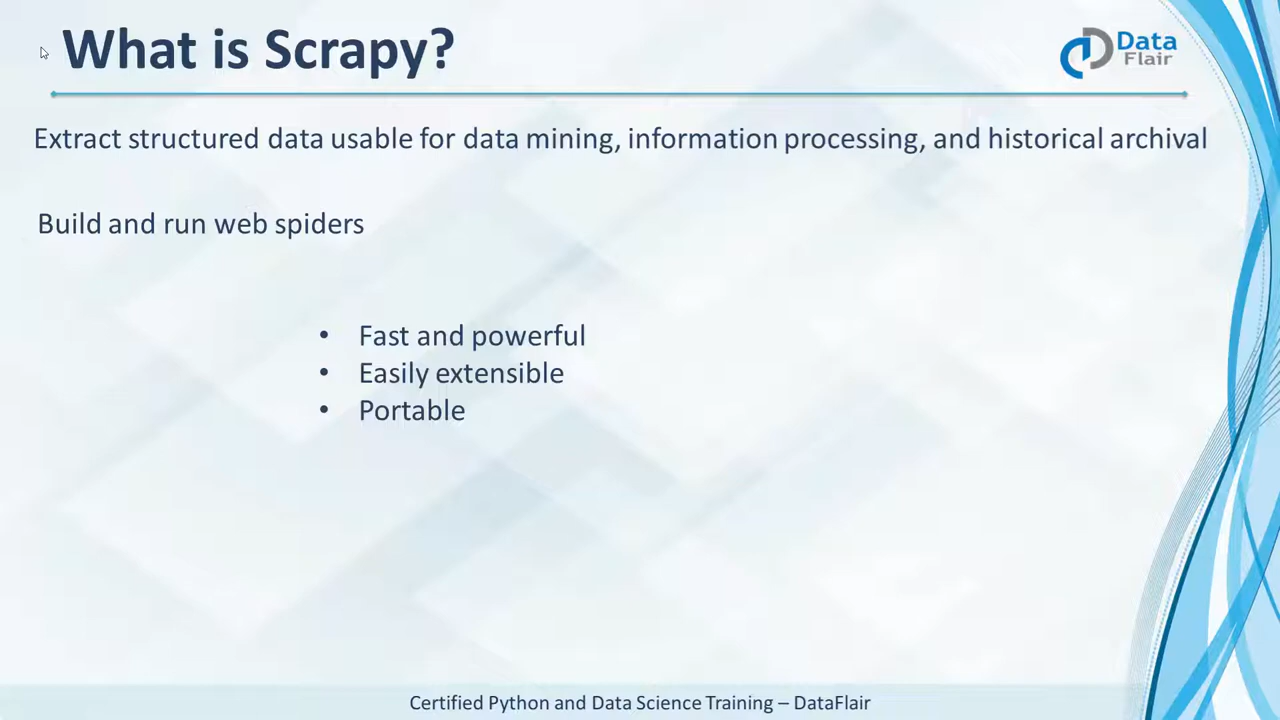 What is Scrapy?
Data
Flair
Extract structured data usable for data mining, information processing, and historical archival
Build and run web spiders
• Fast and powerful
• Easily extensible
• Portable
Certified Python and Data Science Training – DataFlair